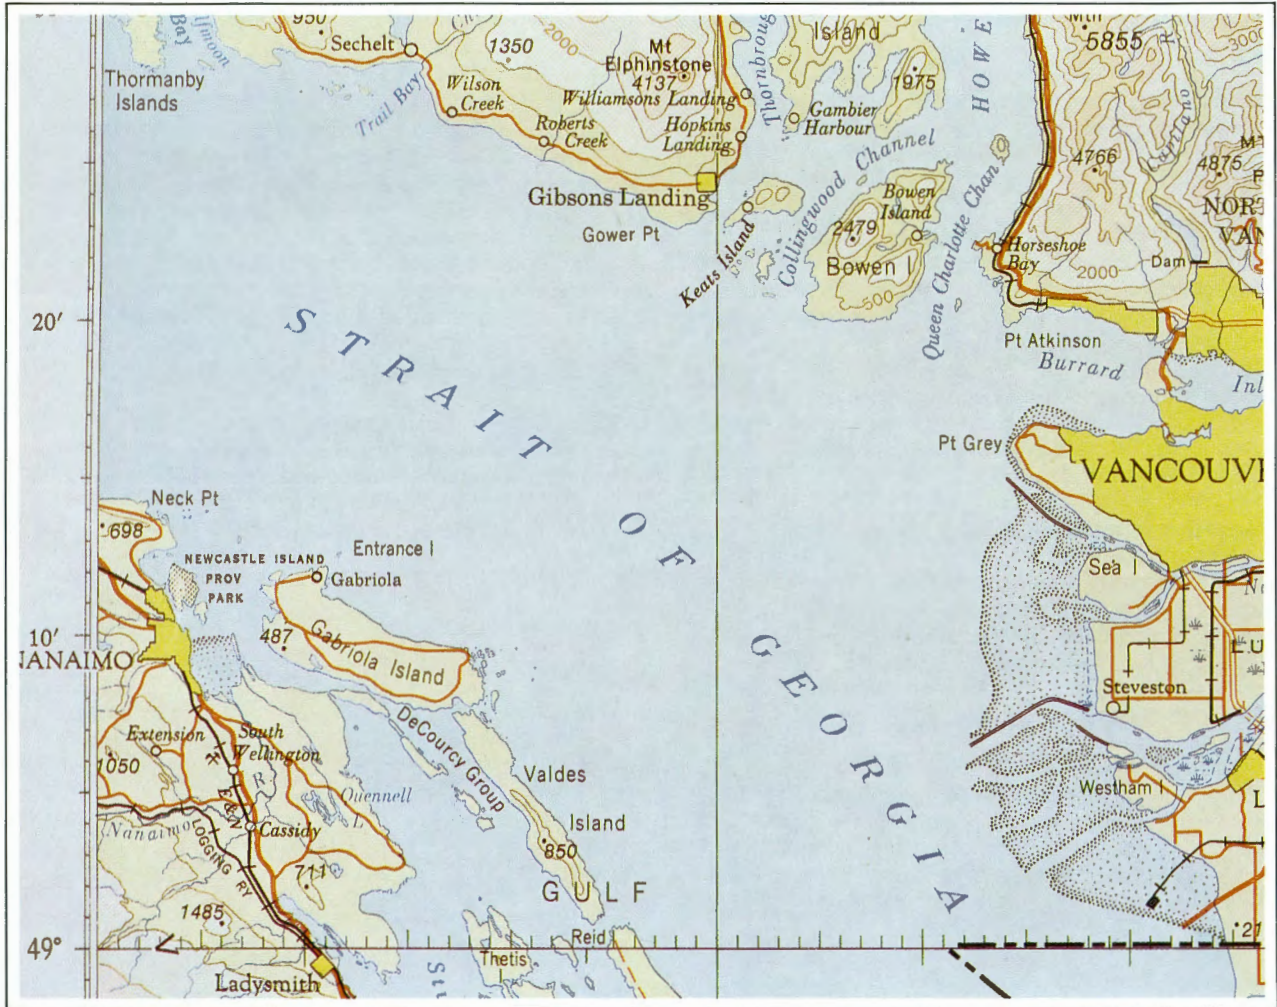 950
Sechelt
1350
2000
Mt
Elphinstone
4137
Island
1975
HOWE
Mtn
5855
3000
Bay
Thormanby
Islands
Trail Bay
Wilson
Creek
Roberts
Creek
Williamsons Landing
Hopkins
Landing
Gambier
Harbour
4766
Capilano
4875
Gibsons Landing
Gower Pt
Keats Island
Collingwood Channel
Bowen
Island
2479
Bowen I
500
Queen Charlotte Chan
Horseshoe
Bay
2000
Dam
20′
STRAIT OF GEORGIA
Pt Atkinson
Burrard
Pt Grey
VANCOUV
Neck Pt
698
NEWCASTLE ISLAND
PROV
PARK
Entrance I
Gabriola
Sea I
10′
NANAIMO
487
Gabriola Island
LU
Steveston
Extension
South
Wellington
1050
R
DeCourcy Group
Valdes
Island
850
Westham I
Quennell
L
E & N
Nanaimo
Cassidy
LOGGING RY
711
1485
GULF
49°
Reid
Thetis
Ladysmith
21